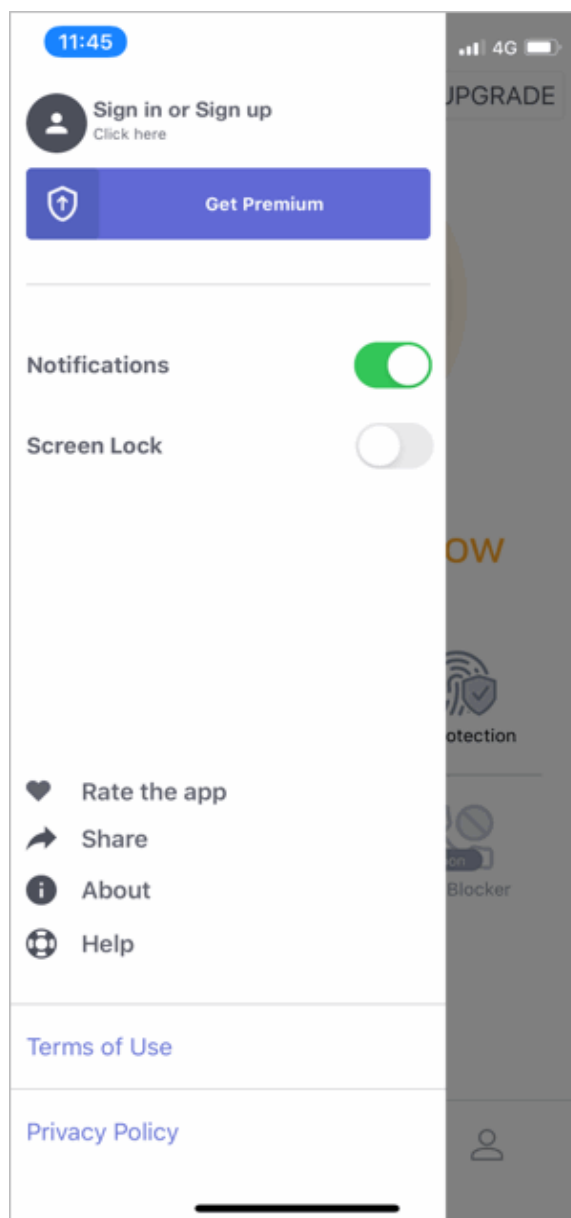 11:45
4G
UPGRADE
Sign in or Sign up
Click here
Get Premium
Notifications
Screen Lock
OW
otection
Rate the app
Share
About
on
Blocker
Help
Terms of Use
Privacy Policy